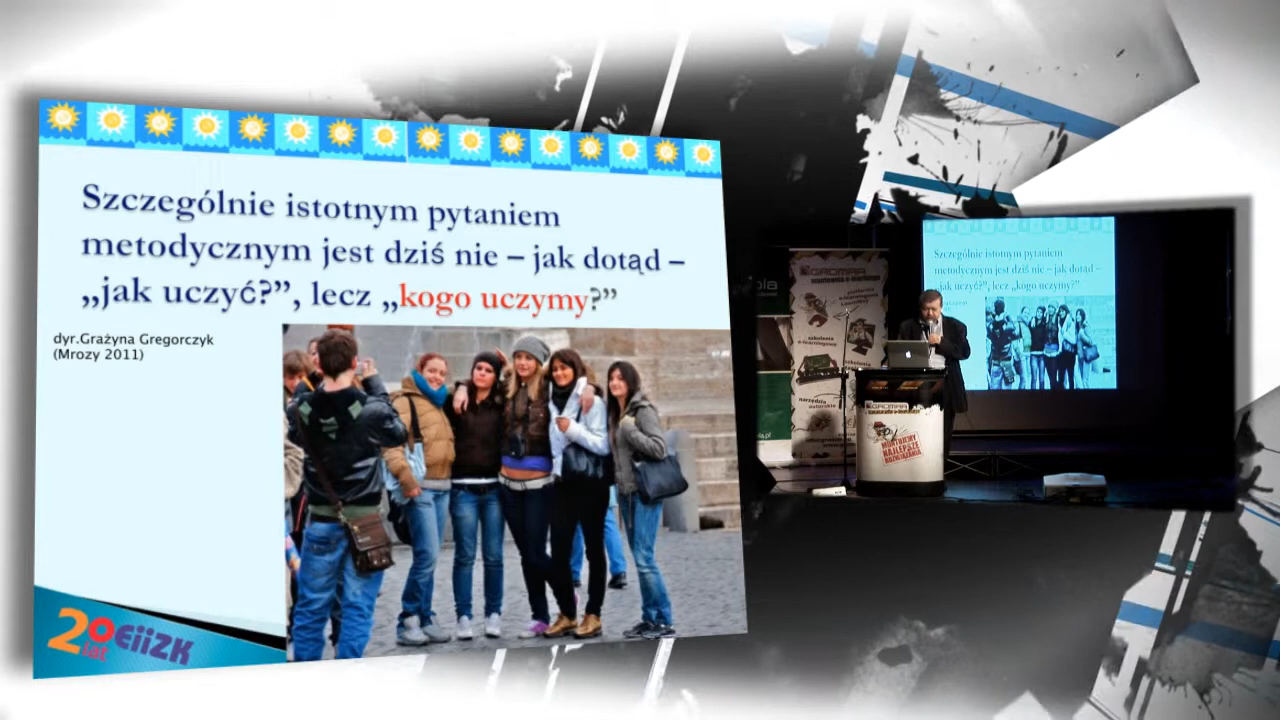 Szczególnie istotnym pytaniem
metodycznym jest dziś nie – jak dotąd –
„jak uczyć?”, lecz „kogo uczymy?”
dyr.Grażyna Gregorczyk
(Mrozy 2011)
20 lat OEiiZK
GROMAR
Szczególnie istotnym pytaniem
metodycznym jest dziś nie – jak dotąd –
„jak uczyć?”, lecz „kogo uczymy?”
szkolenia
e-learningowe
narzędzia
autorskie
GROMAR
MONTUJEMY
NAJLEPSZE
ROZWIĄZANIA